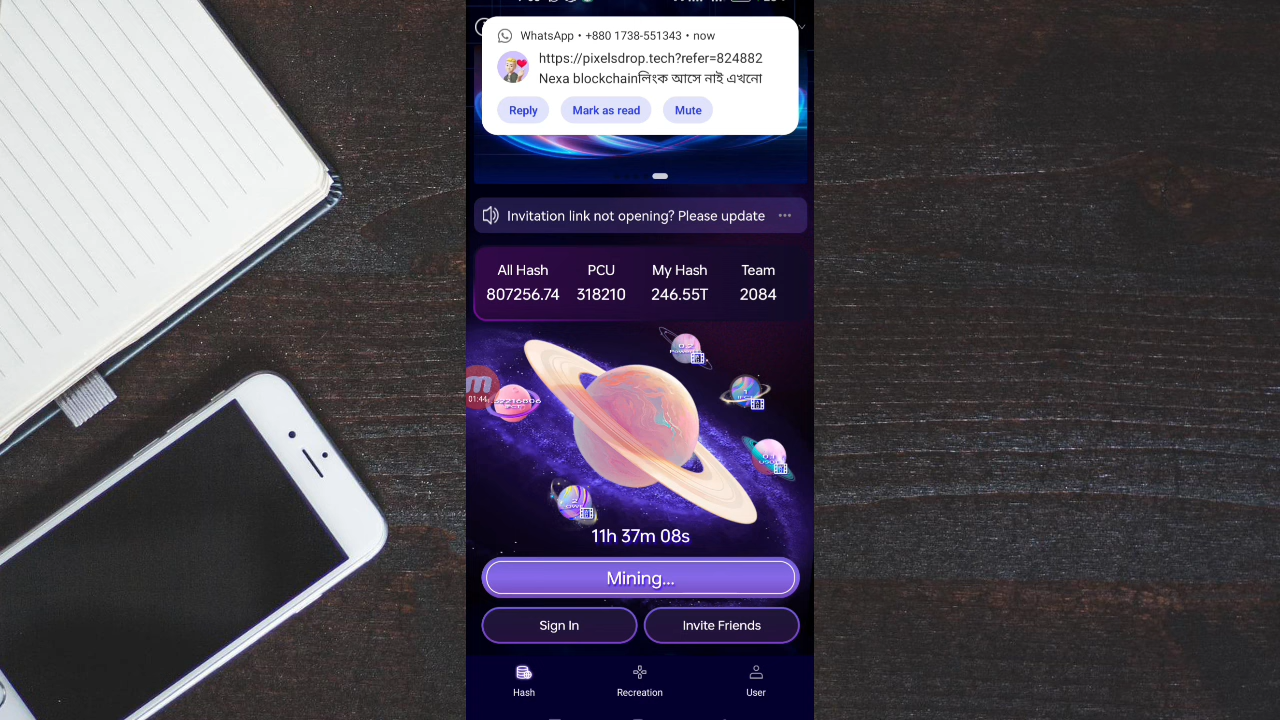 WhatsApp • +880 1738-551343 • now
https://pixelsdrop.tech?refer=824882
Nexa blockchainলিংক আসে নাই এখনো
Reply Mark as read Mute
Invitation link not opening? Please update
All Hash PCU My Hash Team
807256.74 318210 246.55T 2084
01:44
11h 37m 08s
Mining...
Sign In Invite Friends
Hash Recreation User